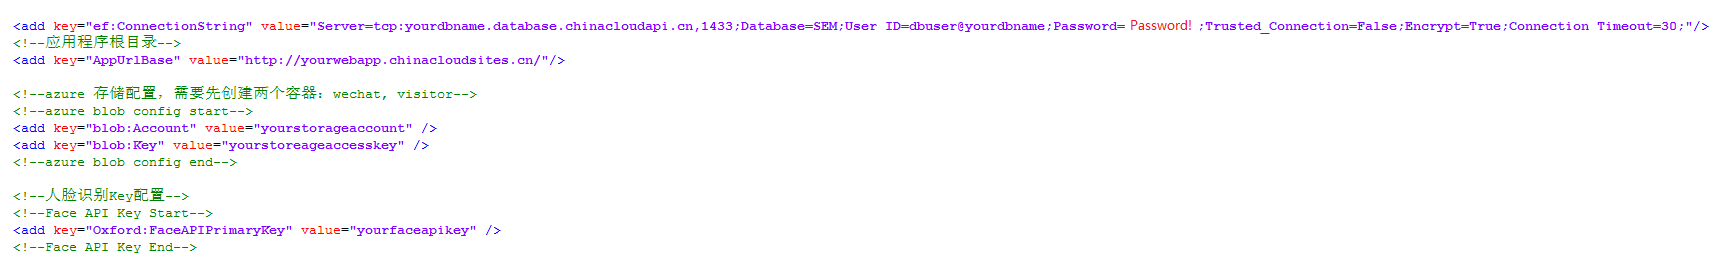 <add key="ef:ConnectionString" value="Server=tcp:yourdbname.database.chinacloudapi.cn,1433;Database=SEM;User ID=dbuser@yourdbname;Password= Password! ;Trusted_Connection=False;Encrypt=True;Connection Timeout=30;"/>
<!--应用程序根目录-->
<add key="AppUrlBase" value="http://yourwebapp.chinacloudsites.cn/"/>
<!--azure 存储配置，需要先创建两个容器：wechat, visitor-->
<!--azure blob config start-->
<add key="blob:Account" value="yourstorageaccount" />
<add key="blob:Key" value="yourstoreageaccesskey" />
<!--azure blob config end-->
<!--人脸识别Key配置-->
<!--Face API Key Start-->
<add key="Oxford:FaceAPIPrimaryKey" value="yourfaceapikey" />
<!--Face API Key End-->